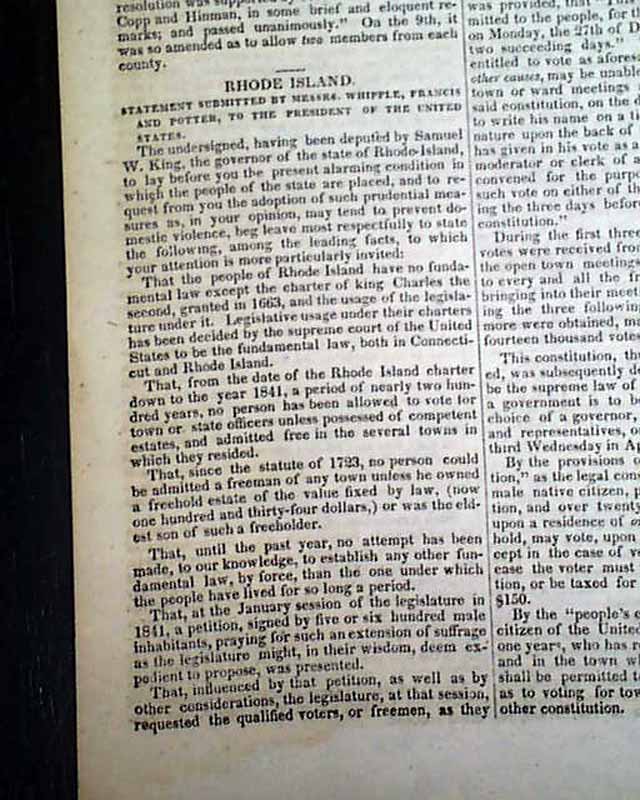 resolution was supported by
Copp and Hinman, in some brief and eloquent re-
marks; and passed unanimously." On the 9th, it
was so amended as to allow two members from each
county.
RHODE ISLAND.
STATEMENT SUBMITTED BY MESSRS. WHIPPLE, FRANCIS
AND POTTER, TO THE PRESIDENT OF THE UNITED
STATES.
The undersigned, having been deputed by Samuel
W. King, the governor of the state of Rhode-Island,
to lay before you the present alarming condition in
which the people of the state are placed, and to re-
quest from you the adoption of such prudential mea-
sures as, in your opinion, may tend to prevent do-
mestic violence, beg leave most respectfully to state
the following, among the leading facts, to which
your attention is more particularly invited:
That the people of Rhode Island have no funda-
mental law except the charter of king Charles the
second, granted in 1663, and the usage of the legisla-
ture under it. Legislative usage under their charters
has been decided by the supreme court of the United
States to be the fundamental law, both in Connecti-
cut and Rhode Island.
That, from the date of the Rhode Island charter
down to the year 1841, a period of nearly two hun-
dred years, no person has been allowed to vote for
town or state officers unless possessed of competent
estates, and admitted free in the several towns in
which they resided.
That, since the statute of 1723, no person could
be admitted a freeman of any town unless he owned
a freehold estate of the value fixed by law, (now
one hundred and thirty-four dollars,) or was the eld-
est son of such a freeholder.
That, until the past year, no attempt has been
made, to our knowledge, to establish any other fun-
damental law, by force, than the one under which
the people have lived for so long a period.
That, at the January session of the legislature in
1841, a petition, signed by five or six hundred male
inhabitants, praying for such an extension of suffrage
as the legislature might, in their wisdom, deem ex-
pedient to propose, was presented.
That, influenced by that petition, as well as by
other considerations, the legislature, at that session,
requested the qualified voters, or freemen, as they
was provided, that
mitted to the people, for
on Monday, the 27th of D
two succeeding days."
entitled to vote as afores
other causes, may be unable
town or ward meetings
said constitution, on the d
to write his name on a ti
nature upon the back of
has given in his vote as a
moderator or clerk of a
convened for the purpo
such vote on either of th
ing the three days before
constitution."
During the first three
votes were received from
the open town meetings
to every and all the fr
bringing into their meeti
ing the three following
more were obtained, ma
fourteen thousand votes
This constitution, th
ed, was subsequently de
be the supreme law of
a government is to be
choice of a governor,
and representatives, o
third Wednesday in Ap
By the provisions o
tion," as the legal cons
male native citizen, p
tion, and over twenty
upon a residence of on
hold, may vote, upon
cept in the case of vo
ease the voter must
tion, or be taxed for
$150.
By the "people's c
citizen of the United
one years, who has re
and in the town w
shall be permitted t
as to voting for tow
other constitution.